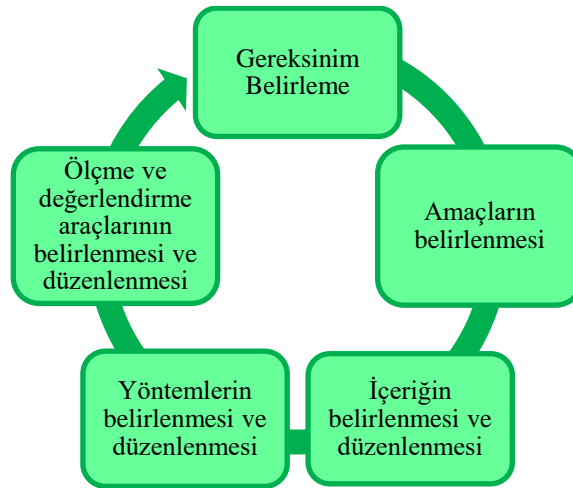 Gereksinim
Belirleme
Amaçların
belirlenmesi
İçeriğin
belirlenmesi ve
düzenlenmesi
Yöntemlerin
belirlenmesi ve
düzenlenmesi
Ölçme ve
değerlendirme
araçlarının
belirlenmesi ve
düzenlenmesi